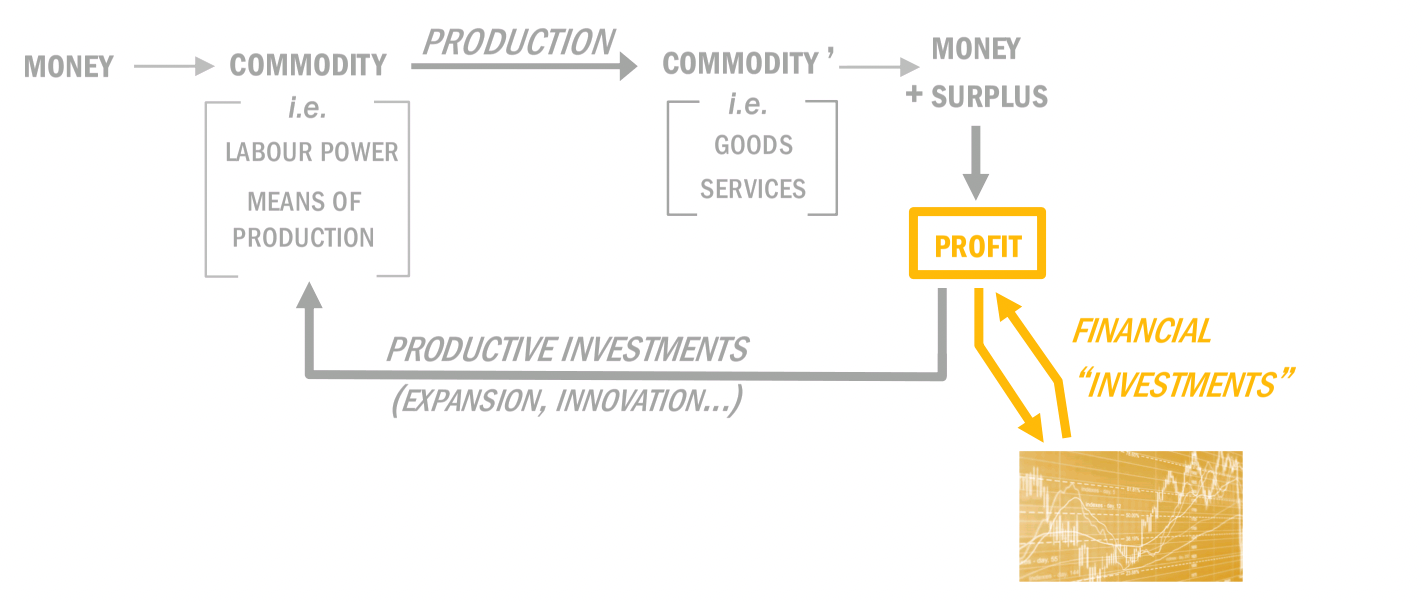 MONEY
COMMODITY
i.e.
LABOUR POWER
MEANS OF
PRODUCTION
PRODUCTION
COMMODITY ’
i.e.
GOODS
SERVICES
MONEY
+ SURPLUS
PROFIT
PRODUCTIVE INVESTMENTS
(EXPANSION, INNOVATION...)
FINANCIAL
“INVESTMENTS”